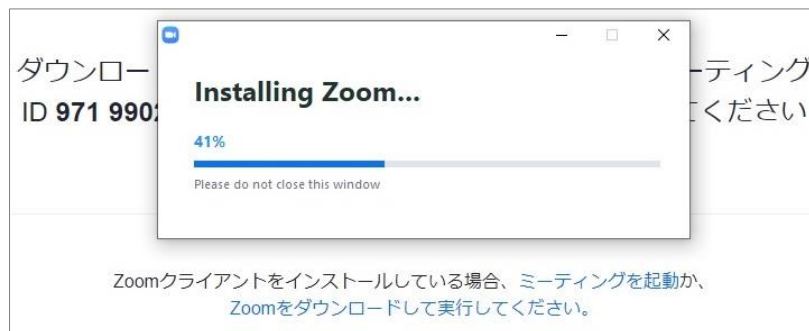 Installing Zoom...
41%
Please do not close this window
ダウンロー
ーティング
ID 971 990
ください
Zoomクライアントをインストールしている場合、ミーティングを起動か、
Zoomをダウンロードして実行してください。